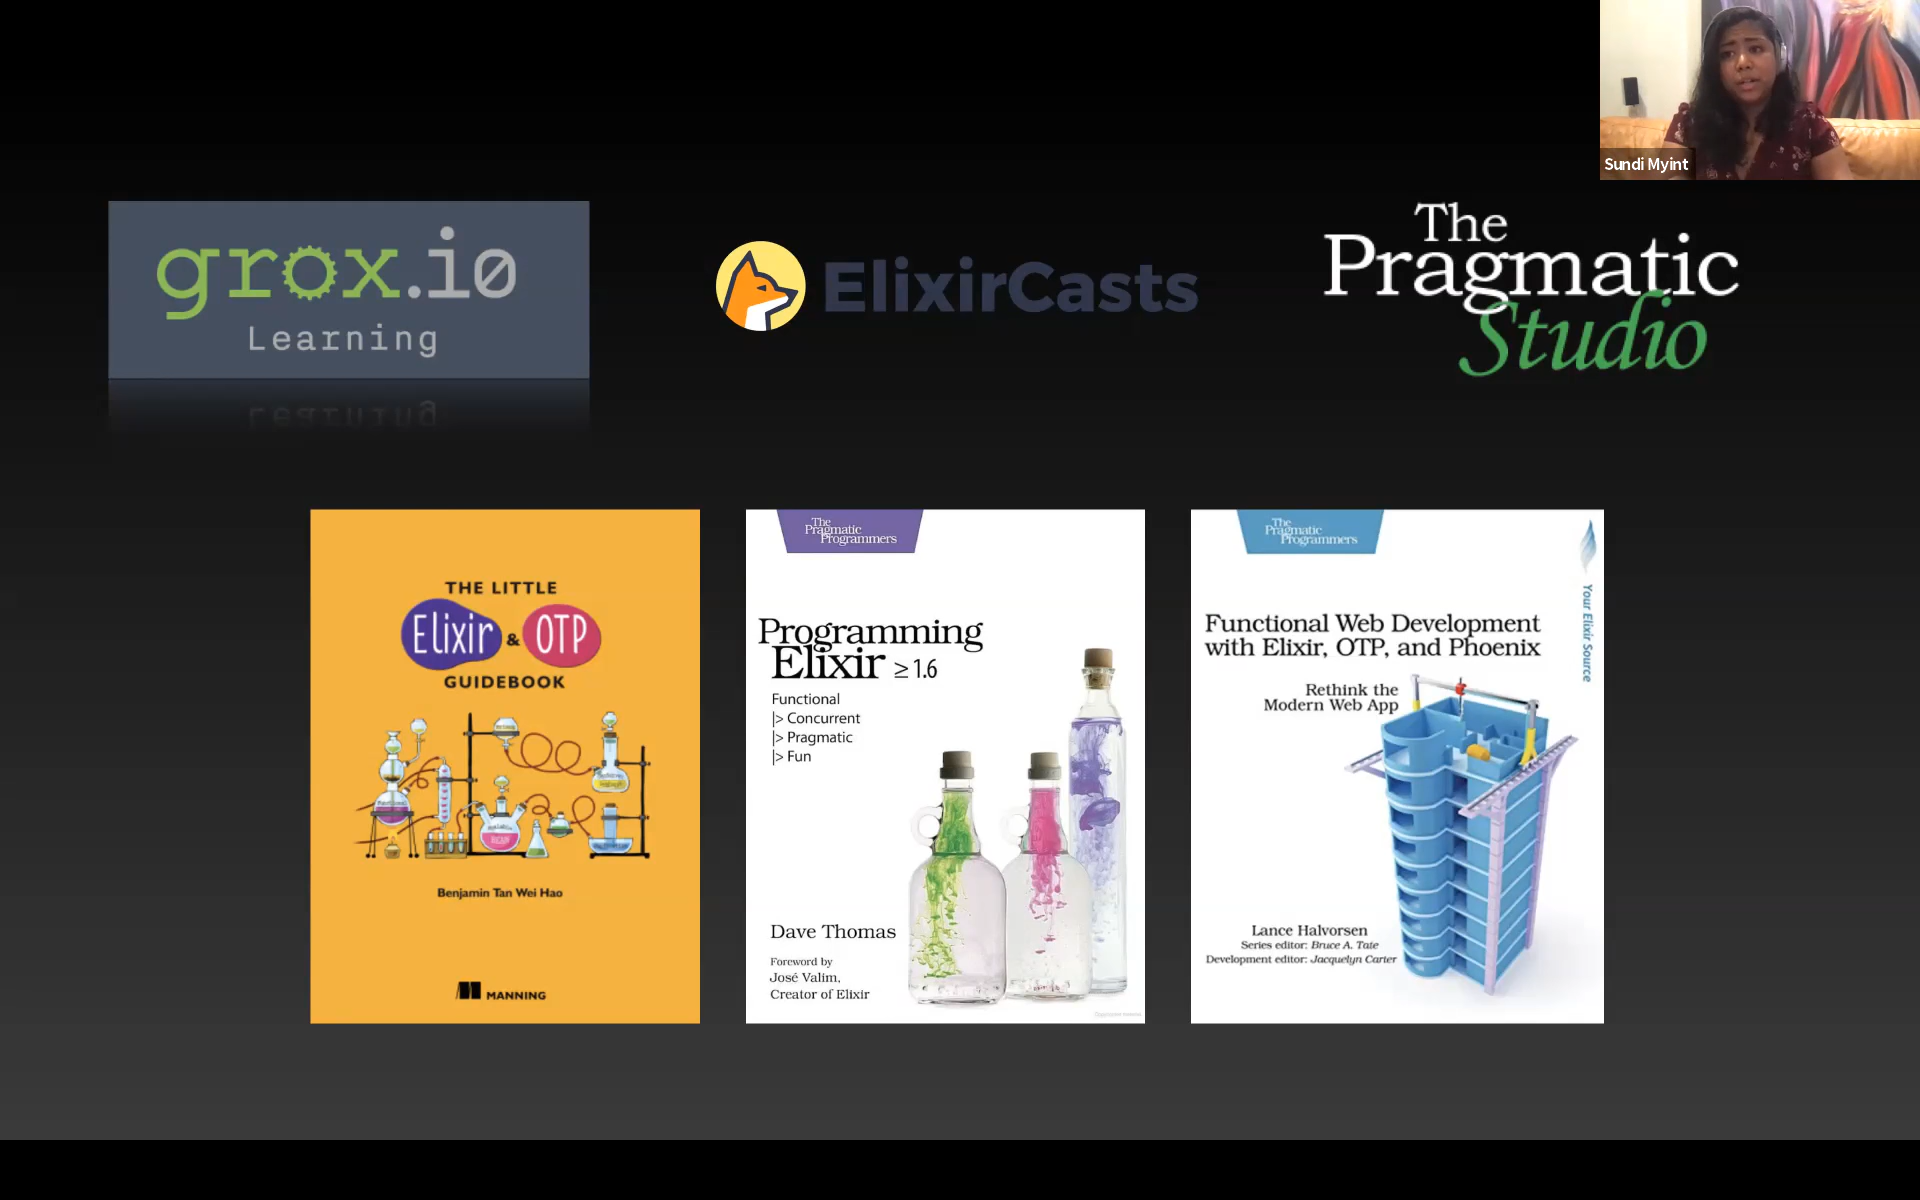 Sundi Myint
grox.io
Learning
ElixirCasts
The
Pragmatic
Studio
THE LITTLE
Elixir & OTP
GUIDEBOOK
Benjamin Tan Wei Hao
MANNING
The
Pragmatic
Programmers
Programming
Elixir ≥ 1.6
Functional
|> Concurrent
|> Pragmatic
|> Fun
Dave Thomas
Foreword by
José Valim,
Creator of Elixir
The
Pragmatic
Programmers
Your Elixir Source
Functional Web Development
with Elixir, OTP, and Phoenix
Rethink the
Modern Web App
Lance Halvorsen
Series editor: Bruce A. Tate
Development editor: Jacquelyn Carter